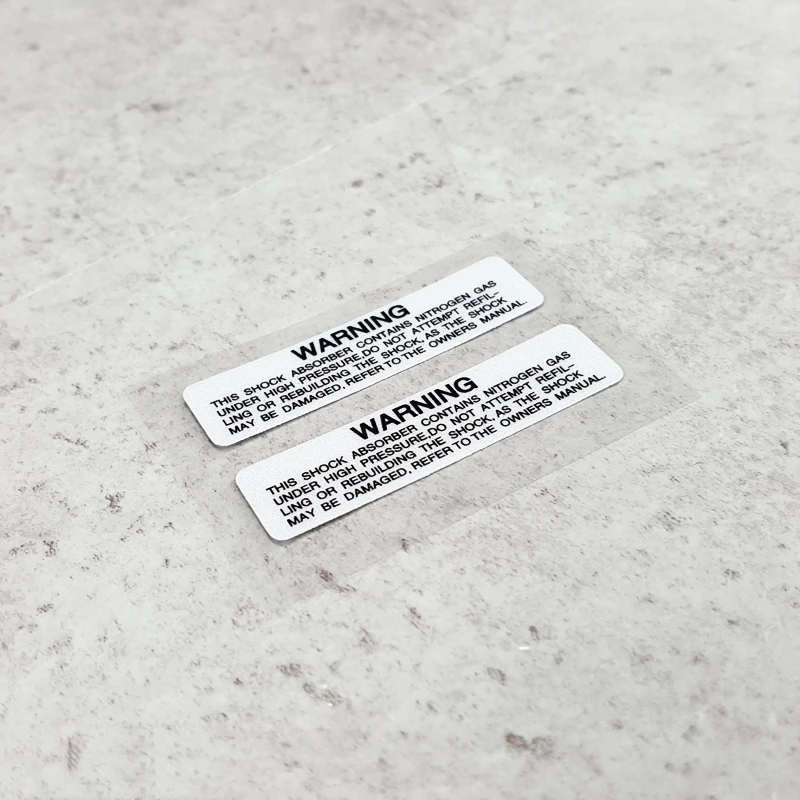 WARNING
THIS SHOCK ABSORBER CONTAINS NITROGEN GAS
UNDER HIGH PRESSURE.DO NOT ATTEMPT REFIL-
LING OR REBUILDING THE SHOCK, AS THE SHOCK
MAY BE DAMAGED. REFER TO THE OWNERS MANUAL.
WARNING
THIS SHOCK ABSORBER CONTAINS NITROGEN GAS
UNDER HIGH PRESSURE.DO NOT ATTEMPT REFIL-
LING OR REBUILDING THE SHOCK, AS THE SHOCK
MAY BE DAMAGED. REFER TO THE OWNERS MANUAL.